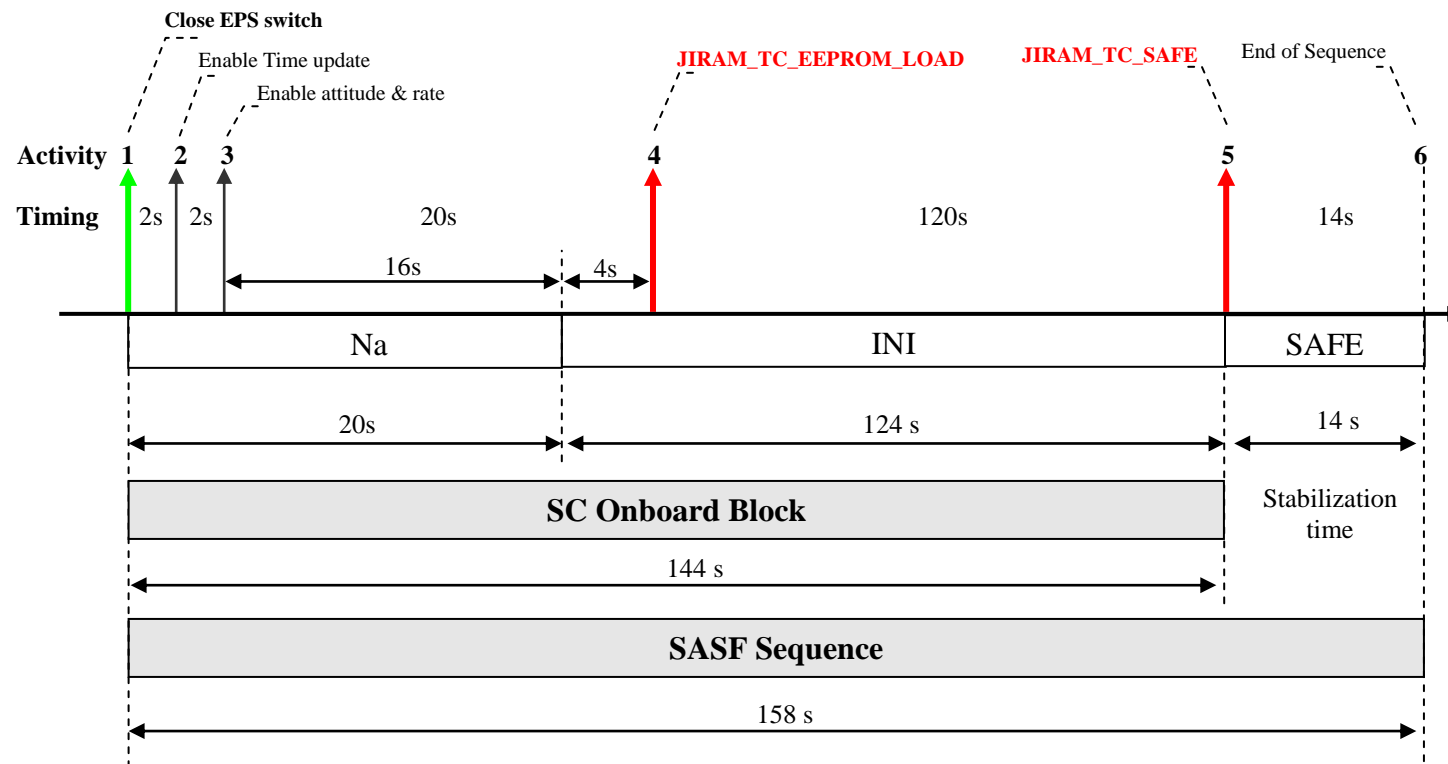 Close EPS switch
Enable Time update
JIRAM_TC_EEPROM_LOAD
JIRAM_TC_SAFE
End of Sequence
Enable attitude & rate
Activity 1 2 3 4 5 6
Timing 2s 2s 20s 120s 14s
16s 4s
Na INI SAFE
20s 124 s 14 s
SC Onboard Block
Stabilization
time
144 s
SASF Sequence
158 s